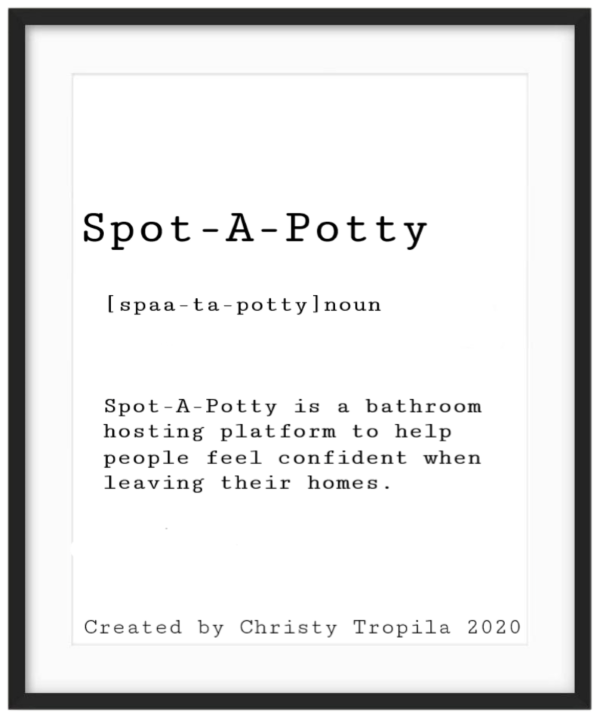 Spot-A-Potty
[spaa-ta-potty]noun
Spot-A-Potty is a bathroom
hosting platform to help
people feel confident when
leaving their homes.
Created by Christy Tropila 2020